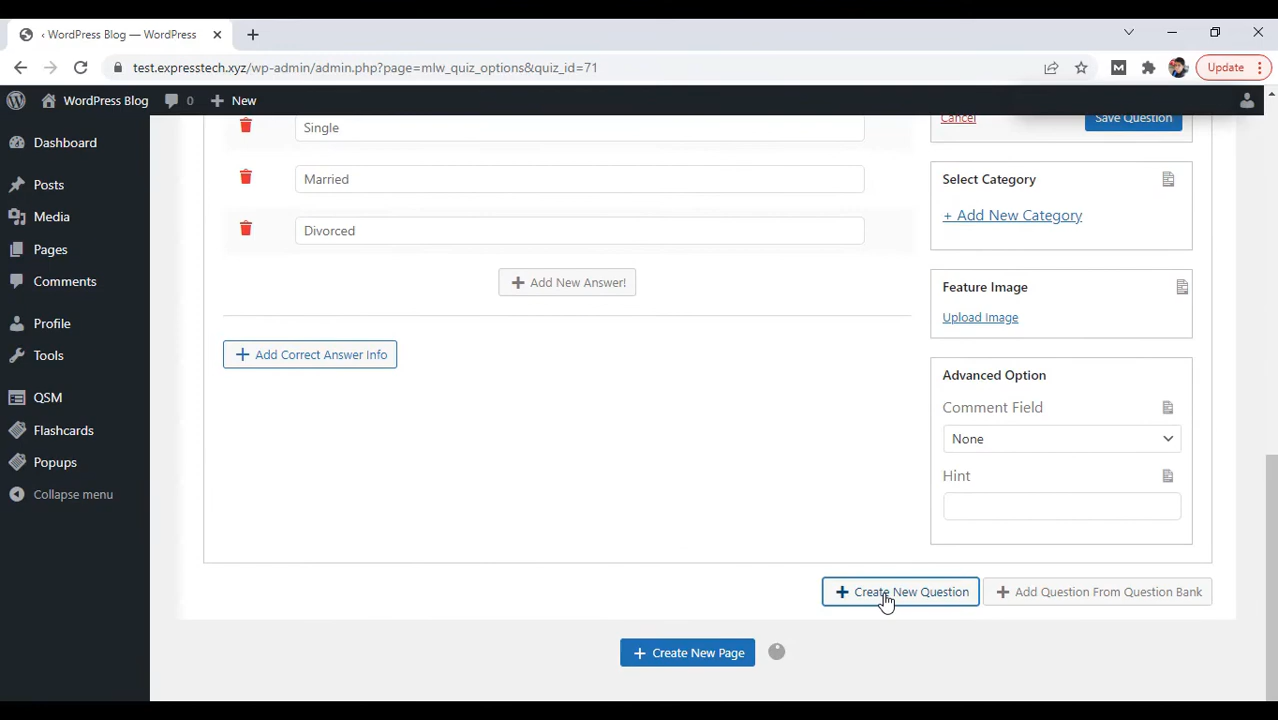 ‹ WordPress Blog — WordPress
test.expresstech.xyz/wp-admin/admin.php?page=mlw_quiz_options&quiz_id=71
Update
WordPress Blog
0
New
Dashboard
Posts
Media
Pages
Comments
Profile
Tools
QSM
Flashcards
Popups
Collapse menu
Single
Married
Divorced
Add New Answer!
Add Correct Answer Info
Cancel
Save Question
Select Category
+ Add New Category
Feature Image
Upload Image
Advanced Option
Comment Field
None
Hint
Create New Question
Add Question From Question Bank
Create New Page